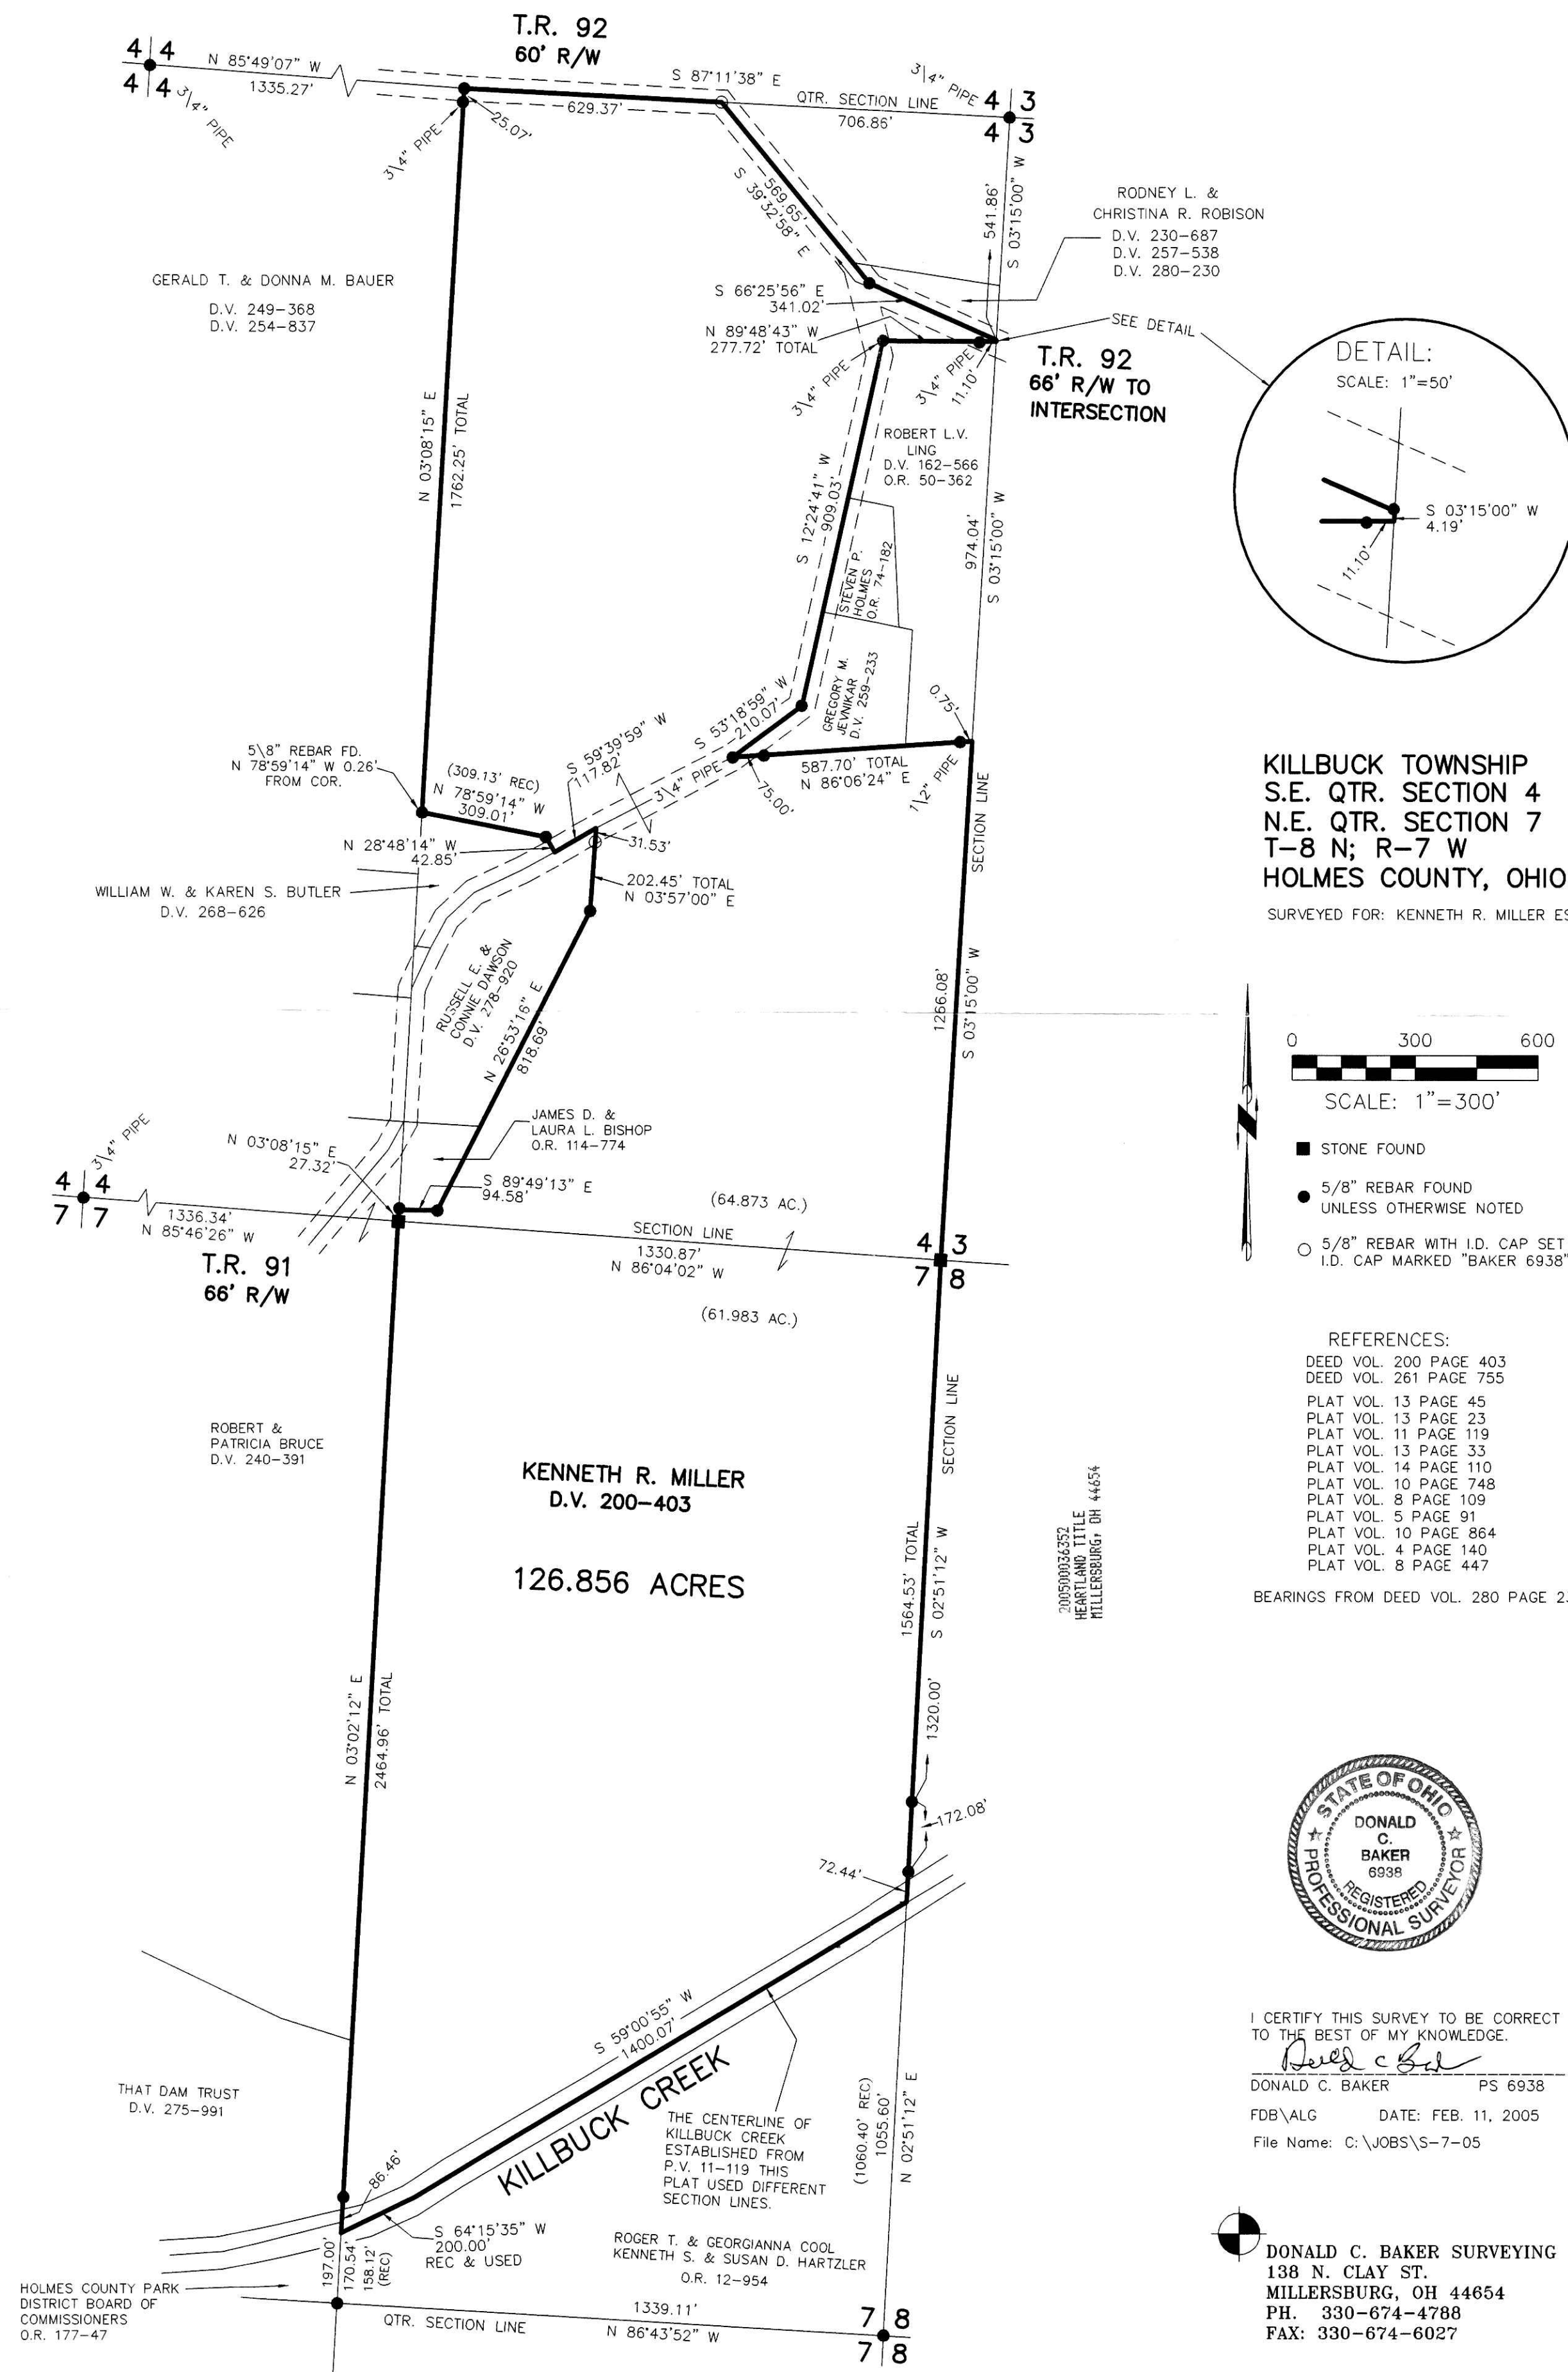 T.R. 92
60' R/W
4 4
4 4
N 85°49'07" W
1335.27'
3/4" PIPE
S 87°11'38" E
629.37'
25.07'
3\4" PIPE
QTR. SECTION LINE
706.86'
3/4" PIPE
4 3
4 3
541.86'
S 03°15'00" W
569.65'
S 39°32'58" E
RODNEY L. &
CHRISTINA R. ROBISON
D.V. 230-687
D.V. 257-538
D.V. 280-230
GERALD T. & DONNA M. BAUER
D.V. 249-368
D.V. 254-837
S 66°25'56" E
341.02'
N 89°48'43" W
277.72' TOTAL
SEE DETAIL
3\4" PIPE
3\4" PIPE
11.10'
T.R. 92
66' R/W TO
INTERSECTION
DETAIL:
SCALE: 1"=50'
S 03°15'00" W
4.19'
11.10'
N 03°08'15" E
1762.25' TOTAL
ROBERT L.V.
LING
D.V. 162-566
O.R. 50-362
S 12°24'41" W
909.03'
STEVEN P.
HOLMES
O.R. 74-182
974.04'
S 03°15'00" W
GREGORY M.
JEVNIKAR
D.V. 259-233
0.75'
S 53°18'59" W
210.07'
S 59°39'59" W
117.82'
3\4" PIPE
75.00'
587.70' TOTAL
N 86°06'24" E
1\2" PIPE
5\8" REBAR FD.
N 78°59'14" W 0.26'
FROM COR.
(309.13' REC)
N 78°59'14" W
309.01'
N 28°48'14" W
42.85'
31.53'
202.45' TOTAL
N 03°57'00" E
SECTION LINE
WILLIAM W. & KAREN S. BUTLER
D.V. 268-626
KILLBUCK TOWNSHIP
S.E. QTR. SECTION 4
N.E. QTR. SECTION 7
T-8 N; R-7 W
HOLMES COUNTY, OHIO
SURVEYED FOR: KENNETH R. MILLER ES
RUSSELL E. &
CONNIE DAWSON
D.V. 278-920
N 26°53'16" E
818.69'
1266.08'
S 03°15'00" W
0 300 600
SCALE: 1"=300'
STONE FOUND
5/8" REBAR FOUND
UNLESS OTHERWISE NOTED
5/8" REBAR WITH I.D. CAP SET
I.D. CAP MARKED "BAKER 6938"
JAMES D. &
LAURA L. BISHOP
O.R. 114-774
N 03°08'15" E
27.32'
S 89°49'13" E
94.58'
3\4" PIPE
4 4
7 7
1336.34'
N 85°46'26" W
(64.873 AC.)
SECTION LINE
1330.87'
N 86°04'02" W
4 3
7 8
T.R. 91
66' R/W
(61.983 AC.)
REFERENCES:
DEED VOL. 200 PAGE 403
DEED VOL. 261 PAGE 755
PLAT VOL. 13 PAGE 45
PLAT VOL. 13 PAGE 23
PLAT VOL. 11 PAGE 119
PLAT VOL. 13 PAGE 33
PLAT VOL. 14 PAGE 110
PLAT VOL. 10 PAGE 748
PLAT VOL. 8 PAGE 109
PLAT VOL. 5 PAGE 91
PLAT VOL. 10 PAGE 864
PLAT VOL. 4 PAGE 140
PLAT VOL. 8 PAGE 447
BEARINGS FROM DEED VOL. 280 PAGE
SECTION LINE
ROBERT &
PATRICIA BRUCE
D.V. 240-391
KENNETH R. MILLER
D.V. 200-403
126.856 ACRES
200500036352
HEARTLAND TITLE
MILLERSBURG, OH 44654
1564.53' TOTAL
S 02°51'12" W
N 03°02'12" E
2464.96' TOTAL
1320.00'
172.08'
72.44'
STATE OF OHIO
DONALD
C.
BAKER
6938
REGISTERED
PROFESSIONAL SURVEYOR
S 59°00'55" W
1400.07'
KILLBUCK CREEK
THE CENTERLINE OF
KILLBUCK CREEK
ESTABLISHED FROM
P.V. 11-119 THIS
PLAT USED DIFFERENT
SECTION LINES.
(1060.40' REC)
1055.60'
N 02°51'12" E
THAT DAM TRUST
D.V. 275-991
I CERTIFY THIS SURVEY TO BE CORRECT
TO THE BEST OF MY KNOWLEDGE.
DONALD C. BAKER PS 6938
FDB\ALG DATE: FEB. 11, 2005
File Name: C:\JOBS\S-7-05
86.46'
S 64°15'35" W
200.00'
REC & USED
197.00'
170.54'
158.12'
(REC)
ROGER T. & GEORGIANNA COOL
KENNETH S. & SUSAN D. HARTZLER
O.R. 12-954
HOLMES COUNTY PARK
DISTRICT BOARD OF
COMMISSIONERS
O.R. 177-47
QTR. SECTION LINE
1339.11'
N 86°43'52" W
7 8
7 8
DONALD C. BAKER SURVEYING
138 N. CLAY ST.
MILLERSBURG, OH 44654
PH. 330-674-4788
FAX: 330-674-6027